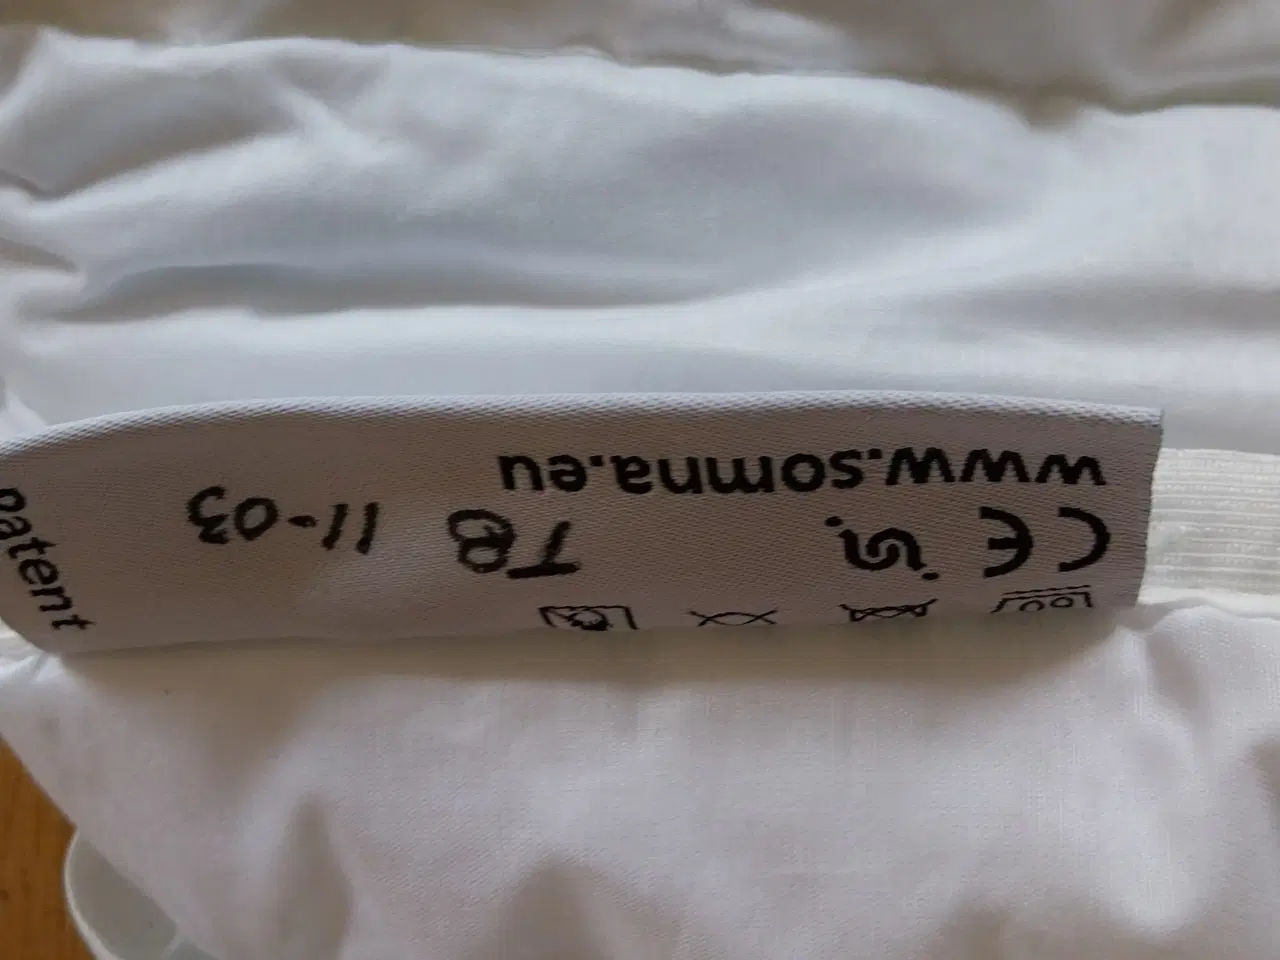 CE
TB 11-03
www.somna.eu
patent